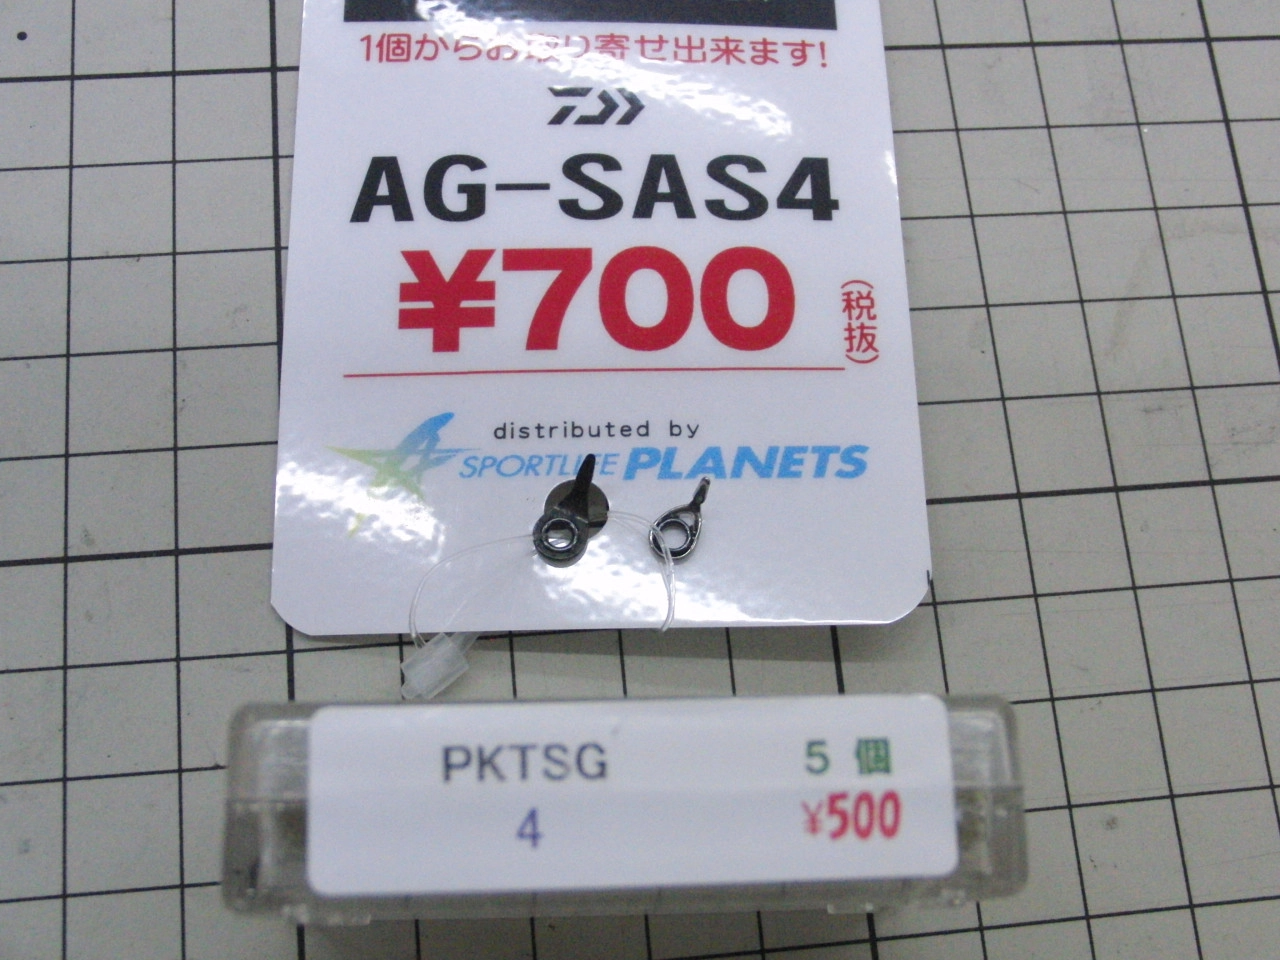 1個からお取り寄せ出来ます!
AG-SAS4
¥700
(税抜)
distributed by
SPORTLIFE PLANETS
PKTSG
5個
4
¥500